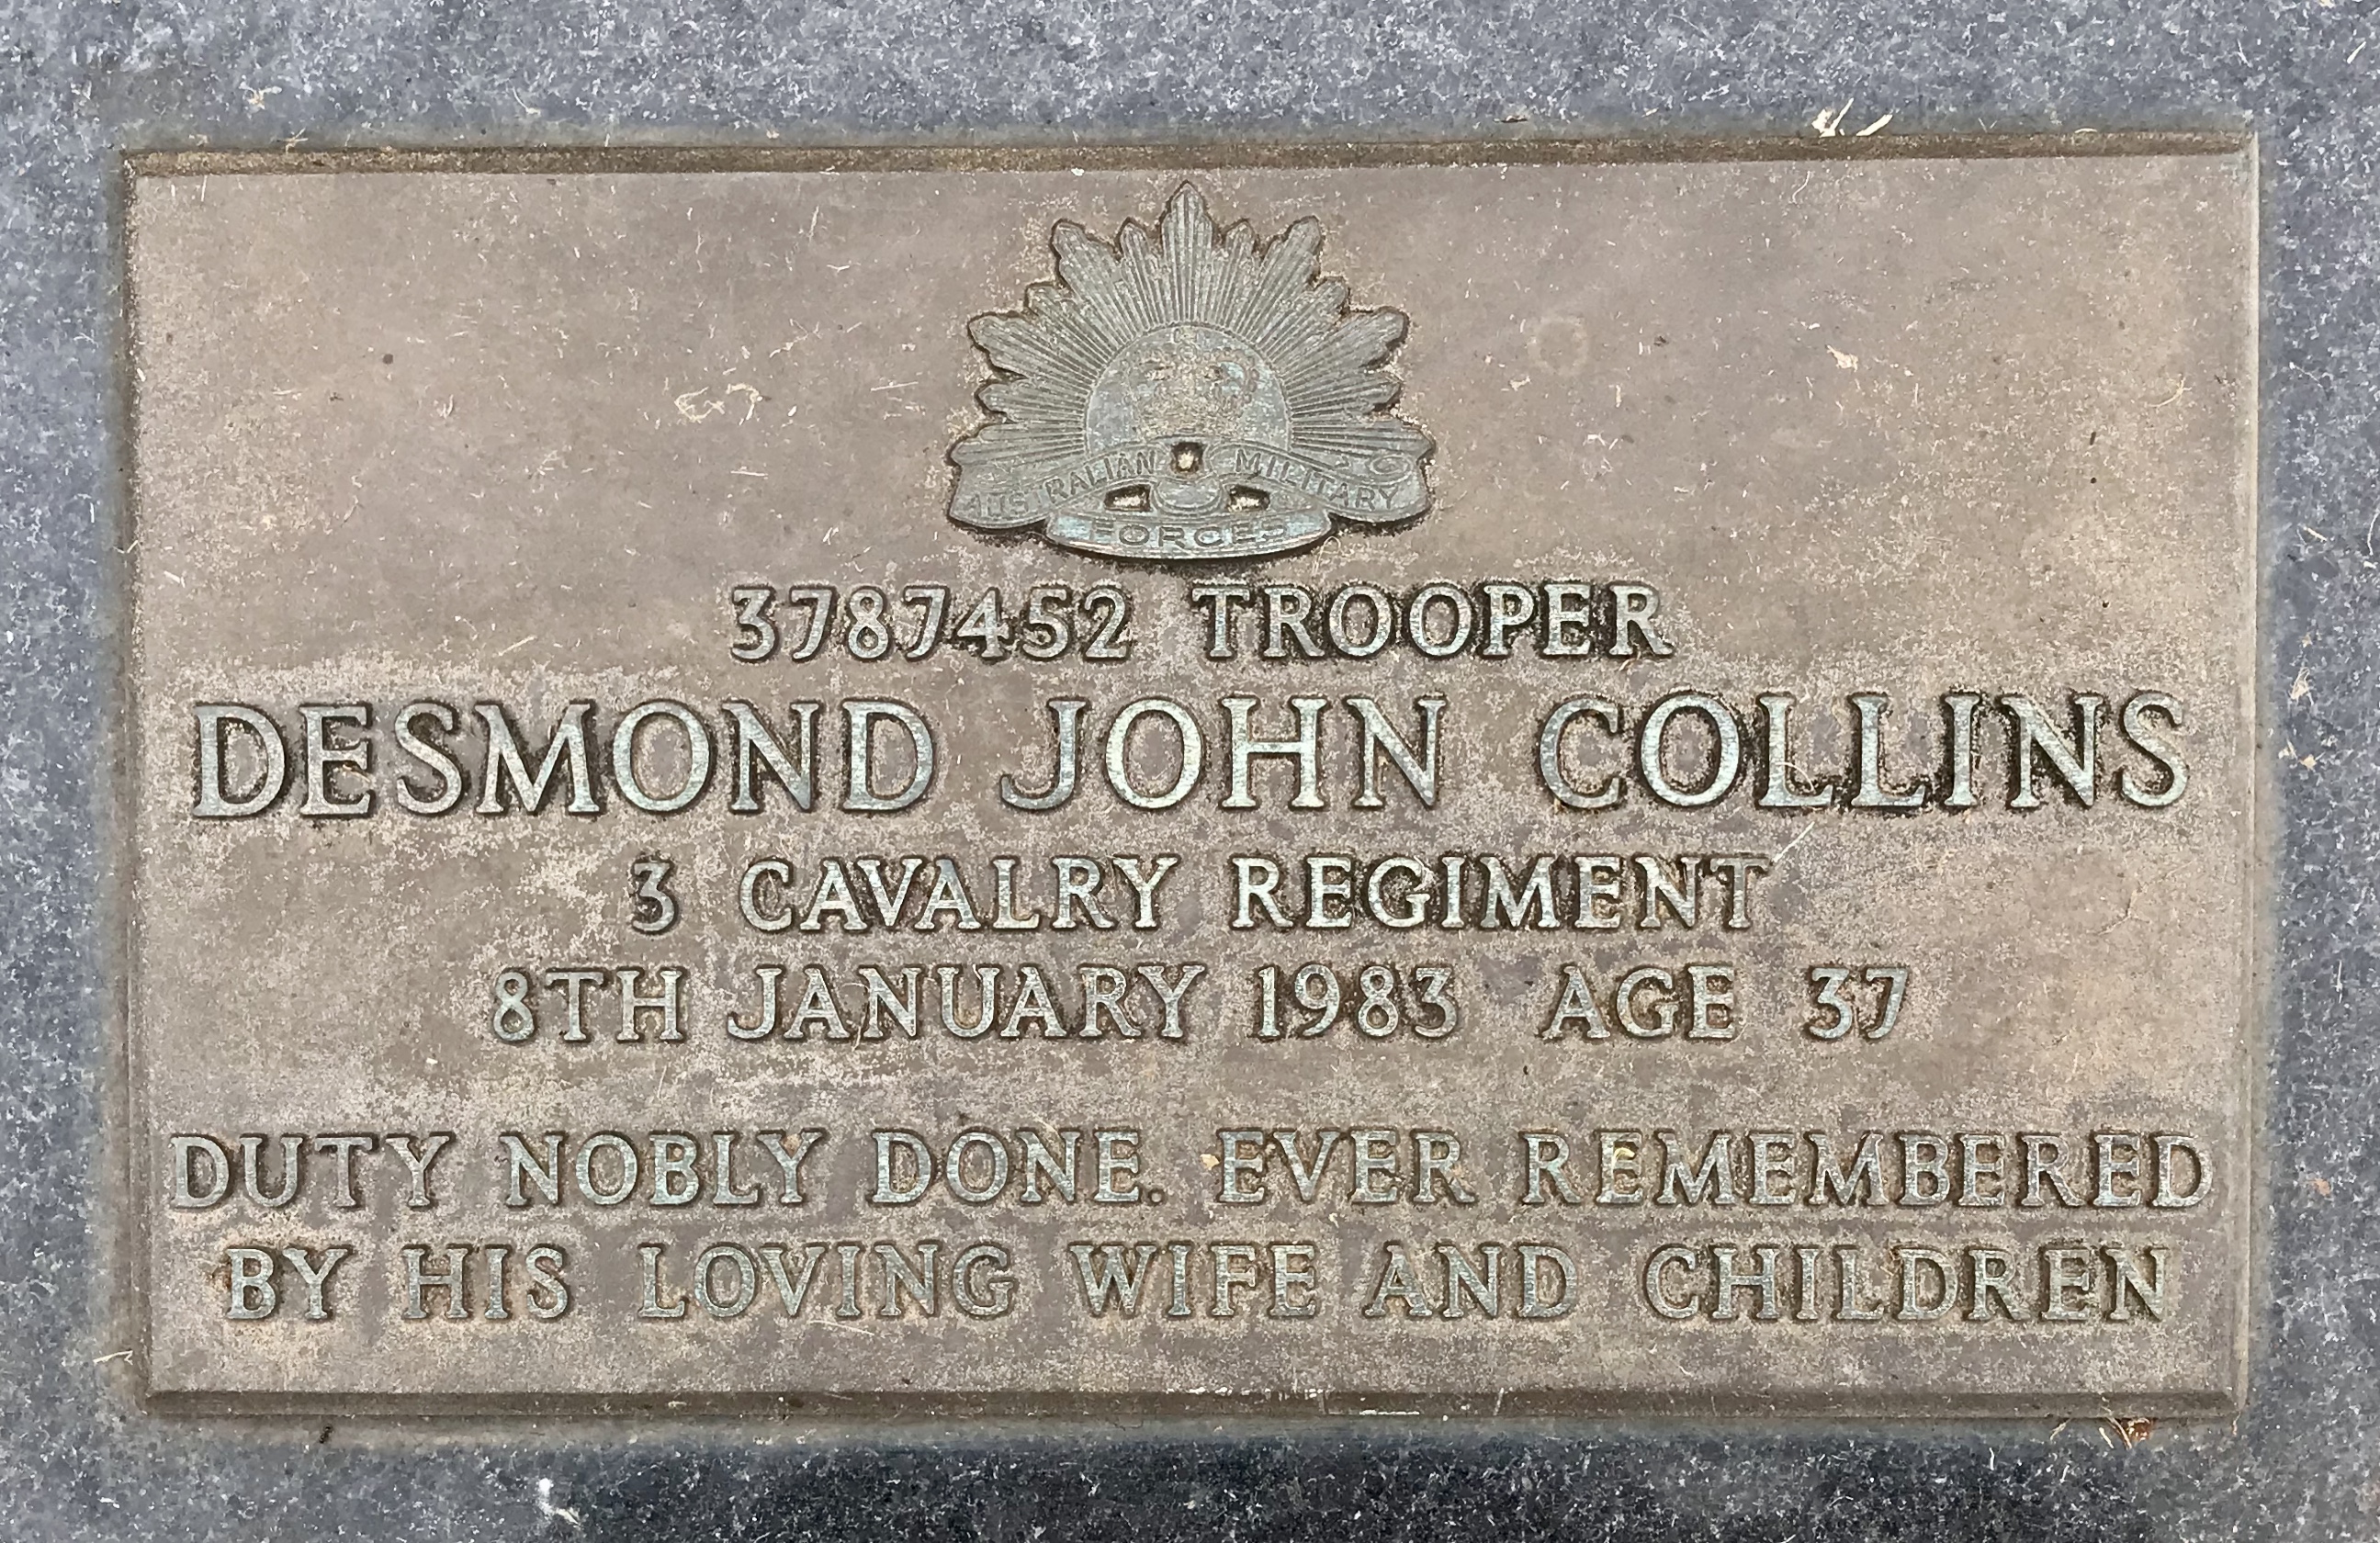 AUSTRALIAN MILITARY
FORCES
3787452 TROOPER
DESMOND JOHN COLLINS
3 CAVALRY REGIMENT
8TH JANUARY 1983 AGE 37
DUTY NOBLY DONE. EVER REMEMBERED
BY HIS LOVING WIFE AND CHILDREN